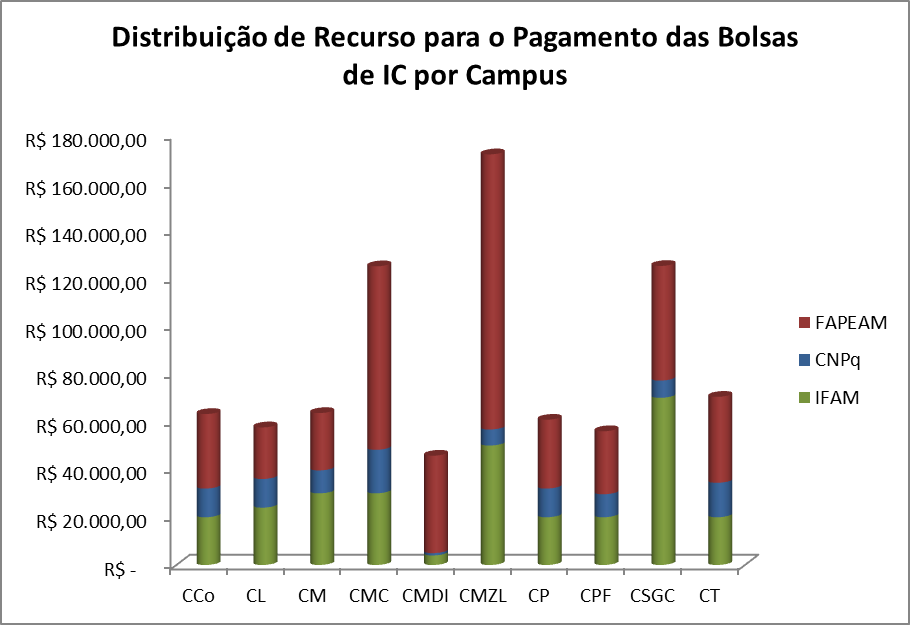 Distribuição de Recurso para o Pagamento das Bolsas
de IC por Campus
R$ 180.000,00
R$ 160.000,00
R$ 140.000,00
R$ 120.000,00
R$ 100.000,00
R$ 80.000,00
R$ 60.000,00
R$ 40.000,00
R$ 20.000,00
R$ -
CCo CL CM CMC CMDI CMZL CP CPF CSGC CT
FAPEAM
CNPq
IFAM